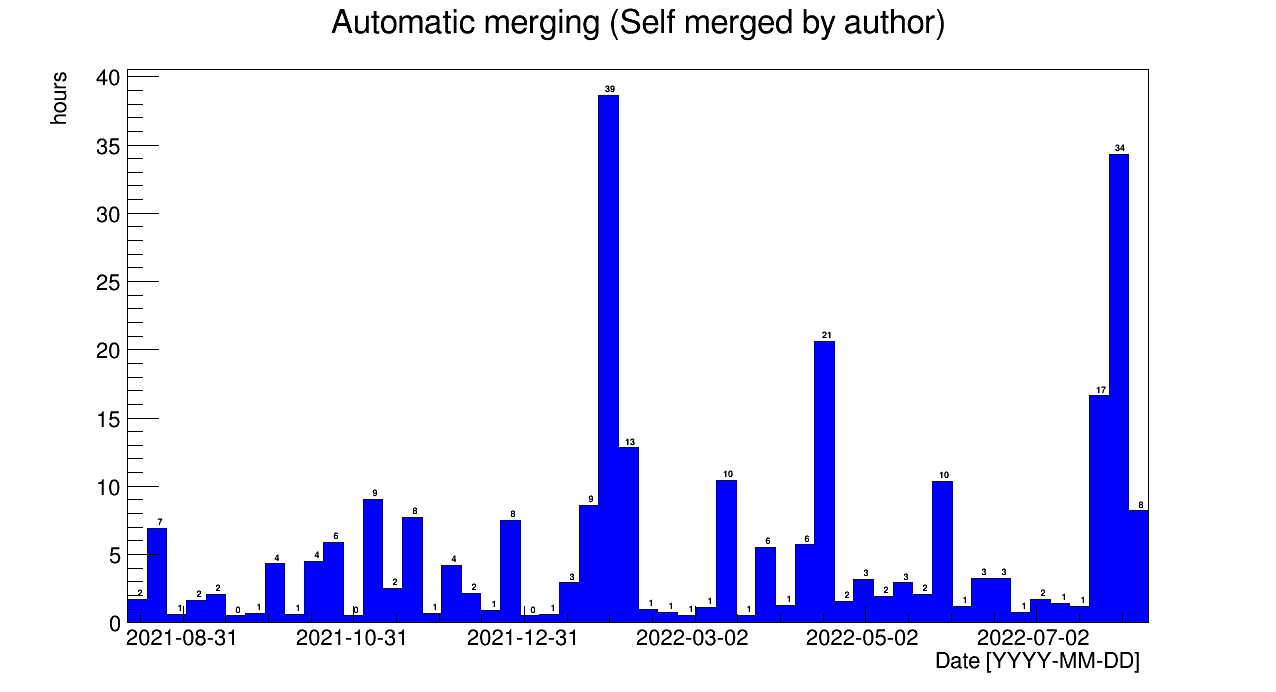 Automatic merging (Self merged by author)
hours
40
35
30
25
20
15
10
5
0
2 7 1 2 2 0 1 4 1 4 6 0 9 2 8 1 4 2 1 8 0 1 3 9 39 13 1 1 1 1 10 1 6 1 6 21 2 3 2 3 2 10 1 3 3 1 2 1 1 17 34 8
2021-08-31 2021-10-31 2021-12-31 2022-03-02 2022-05-02 2022-07-02
Date [YYYY-MM-DD]